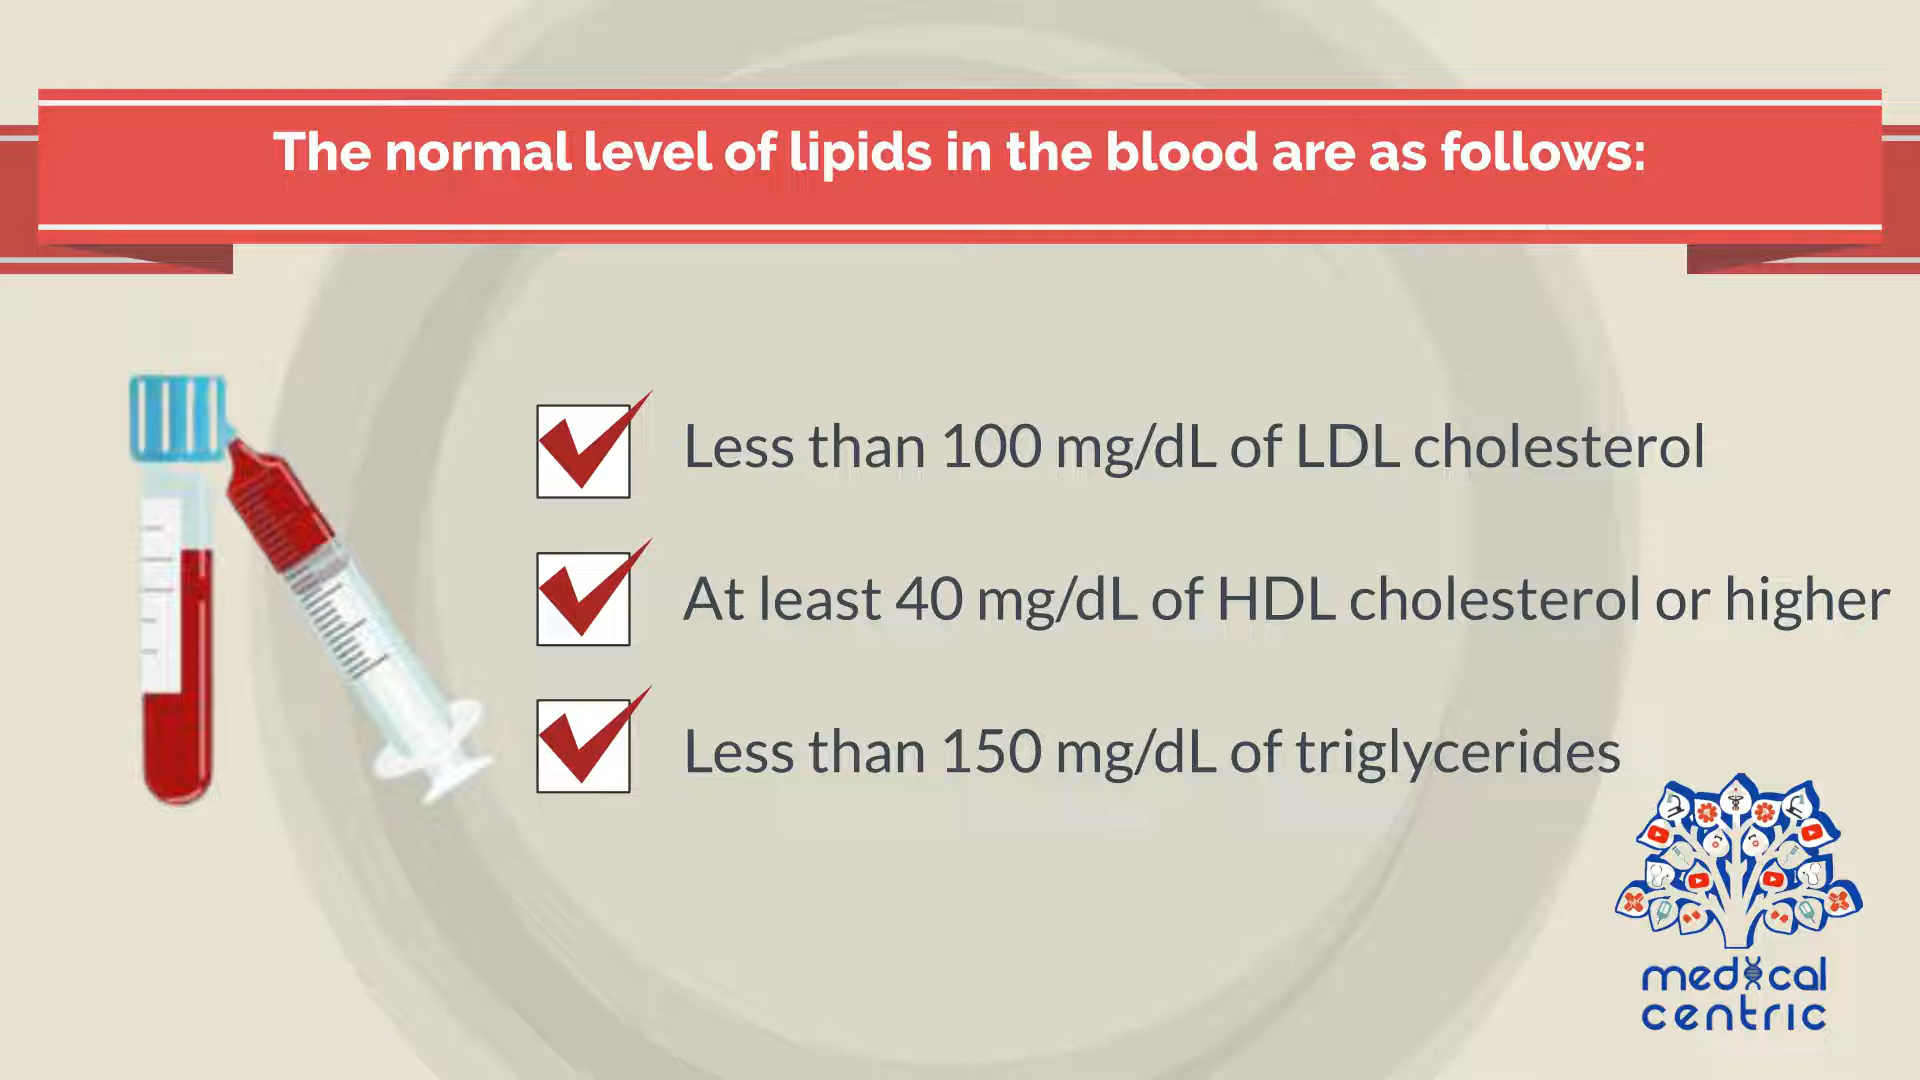 The normal level of lipids in the blood are as follows:
Less than 100 mg/dL of LDL cholesterol
At least 40 mg/dL of HDL cholesterol or higher
Less than 150 mg/dL of triglycerides
medical
centric